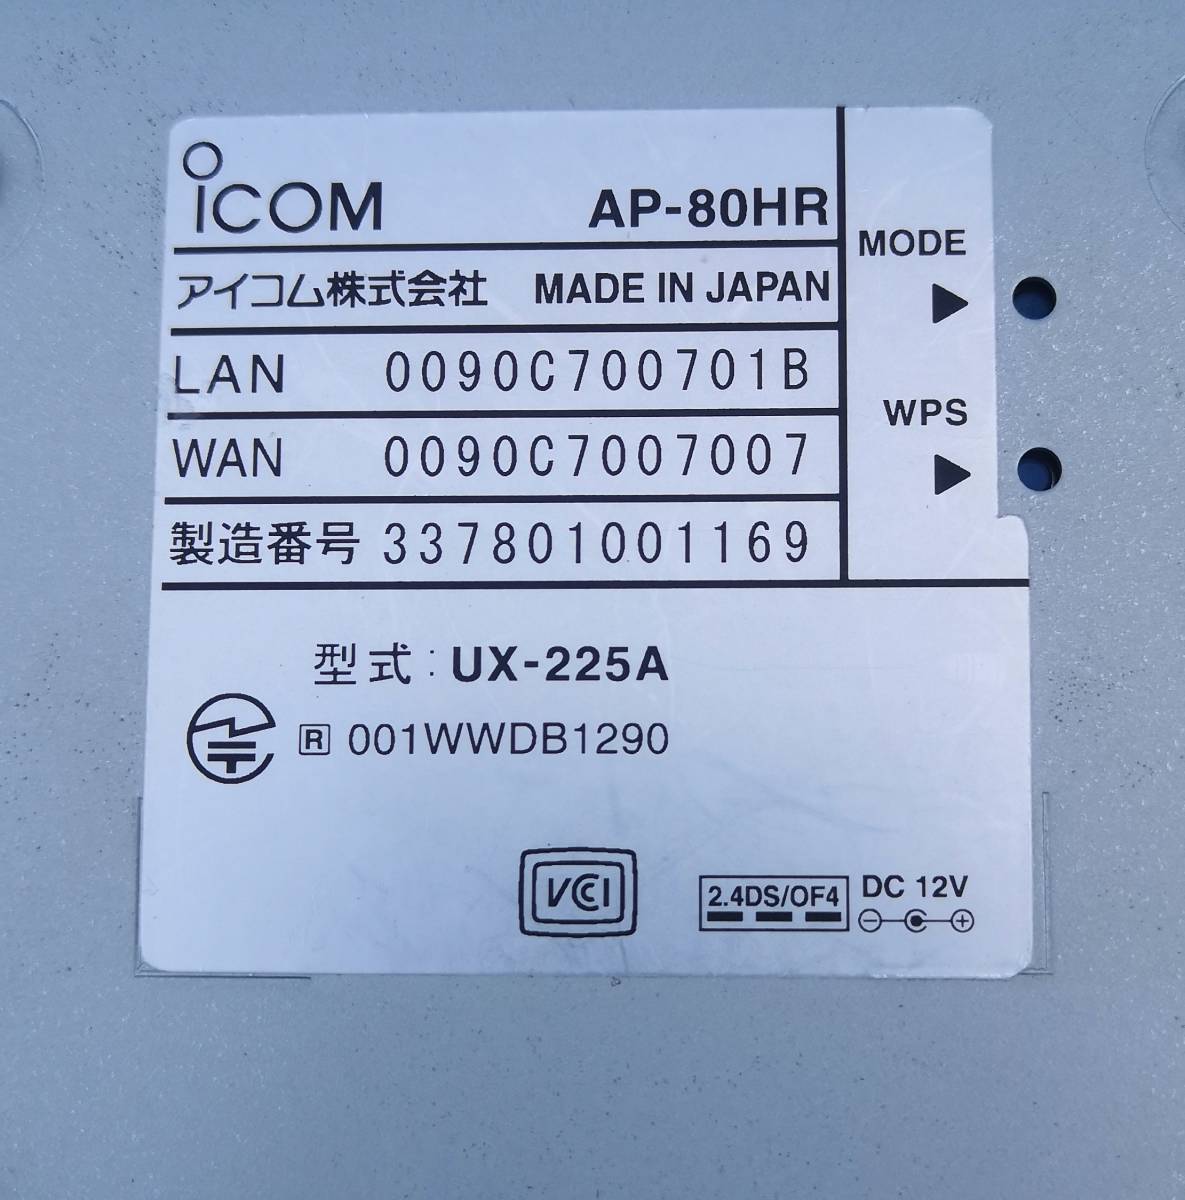 iCOM AP-80HR
アイコム株式会社 MADE IN JAPAN
LAN 0090C700701B
WAN 0090C7007007
製造番号 337801001169
MODE
WPS
型式 : UX-225A
R 001WWDB1290
VCCI
2.4DS/OF4
DC 12V